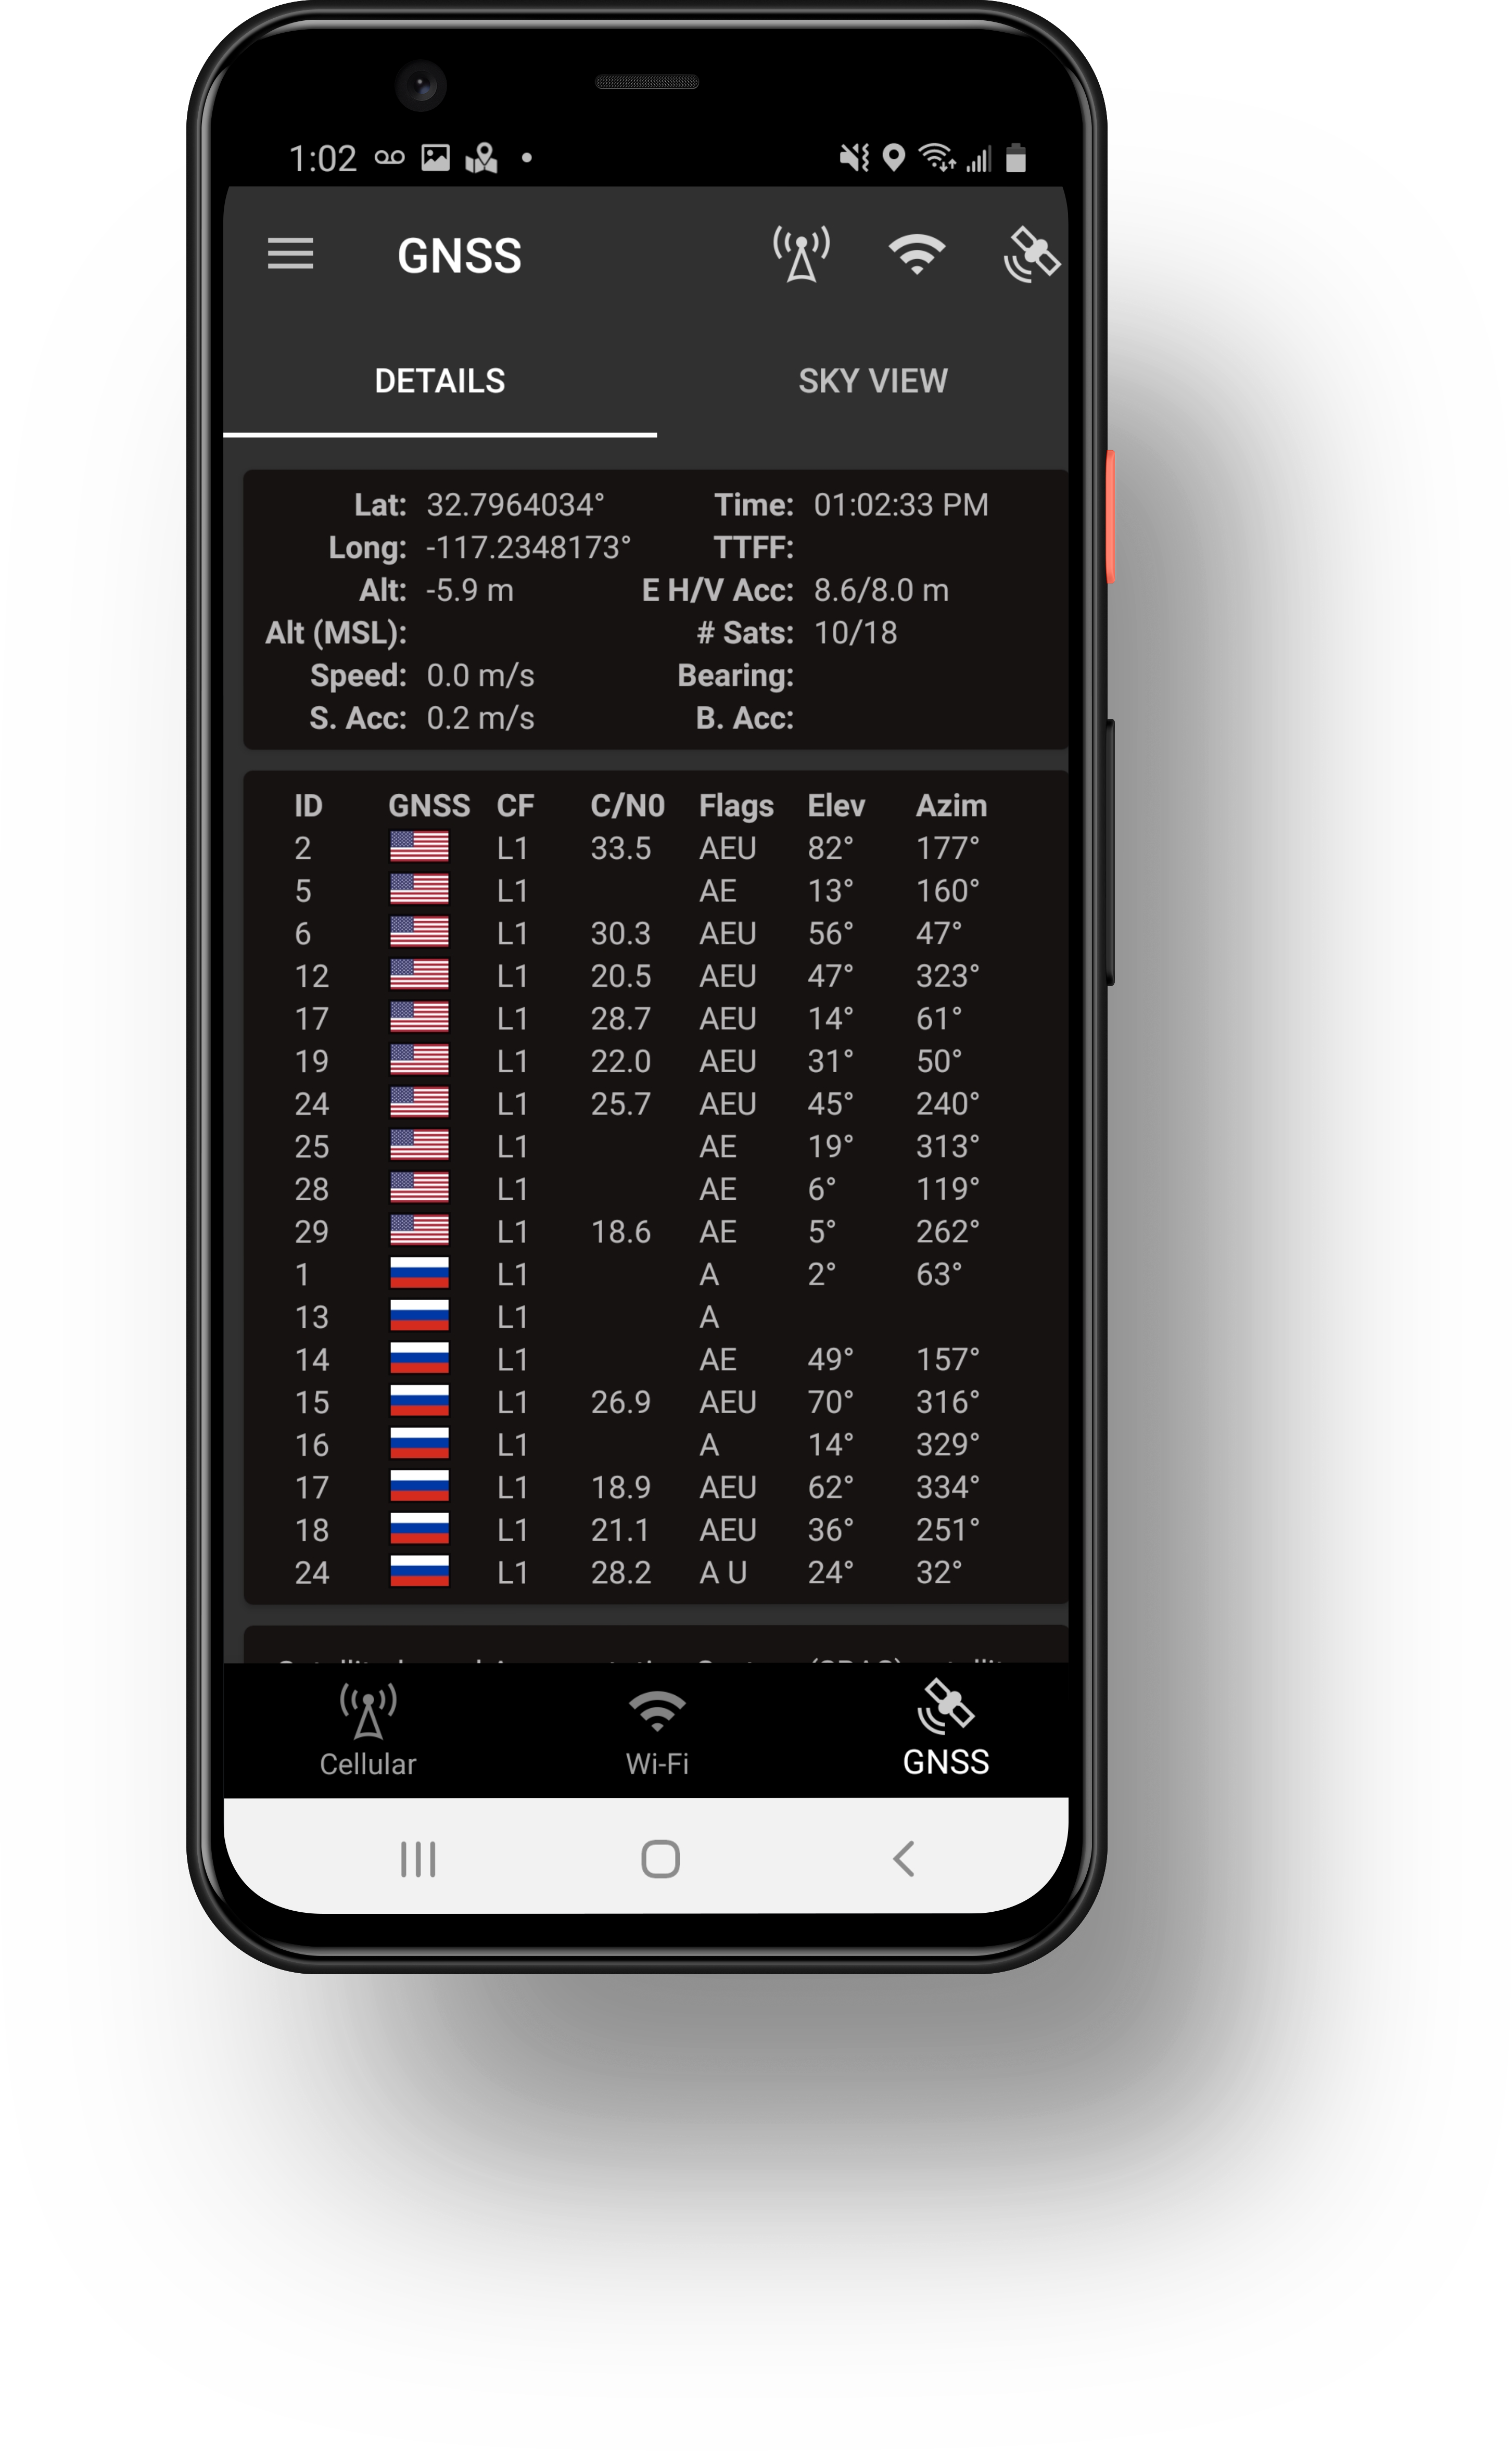 1:02
GNSS
DETAILS SKY VIEW
Lat: 32.7964034° Time: 01:02:33 PM
Long: -117.2348173° TTFF:
Alt: -5.9 m E H/V Acc: 8.6/8.0 m
Alt (MSL): # Sats: 10/18
Speed: 0.0 m/s Bearing:
S. Acc: 0.2 m/s B. Acc:
ID GNSS CF C/N0 Flags Elev Azim
2 L1 33.5 AEU 82° 177°
5 L1 AE 13° 160°
6 L1 30.3 AEU 56° 47°
12 L1 20.5 AEU 47° 323°
17 L1 28.7 AEU 14° 61°
19 L1 22.0 AEU 31° 50°
24 L1 25.7 AEU 45° 240°
25 L1 AE 19° 313°
28 L1 AE 6° 119°
29 L1 18.6 AE 5° 262°
1 L1 A 2° 63°
13 L1 A
14 L1 AE 49° 157°
15 L1 26.9 AEU 70° 316°
16 L1 A 14° 329°
17 L1 18.9 AEU 62° 334°
18 L1 21.1 AEU 36° 251°
24 L1 28.2 A U 24° 32°
Cellular Wi-Fi GNSS